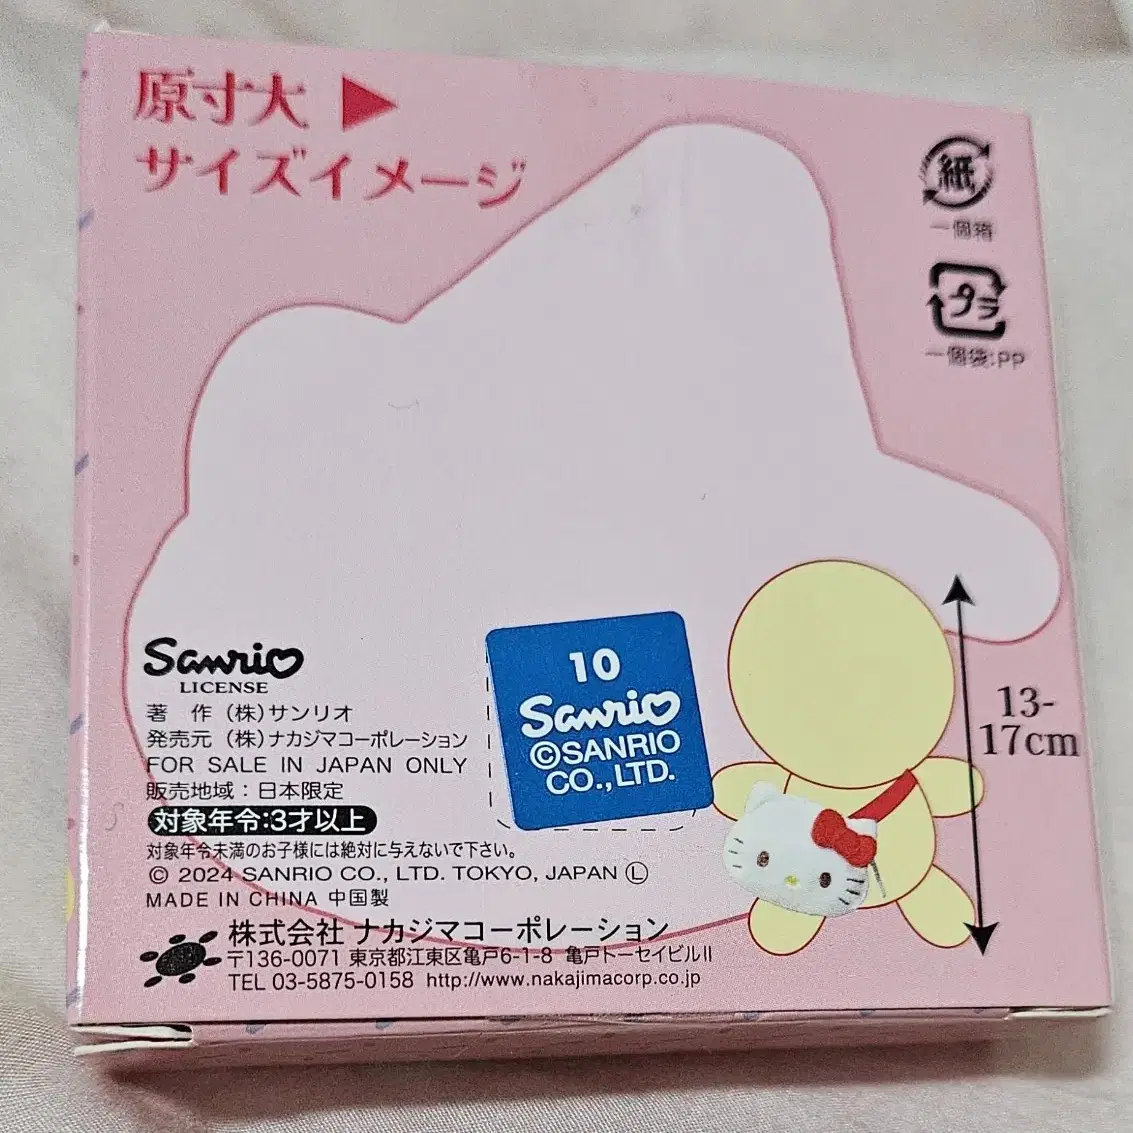 原寸大▶
サイズイメージ
紙
一個箱
プラ
一個袋:PP
Sanrio
LICENSE
著 作 (株)サンリオ
発売元 (株)ナカジマコーポレーション
FOR SALE IN JAPAN ONLY
販売地域:日本限定
対象年令:3才以上
対象年令未満のお子様には絶対に与えないで下さい。
© 2024 SANRIO CO., LTD. TOKYO, JAPAN Ⓛ
MADE IN CHINA 中国製
株式会社 ナカジマコーポレーション
〒136-0071 東京都江東区亀戸6-1-8 亀戸トーセイビルII
TEL 03-5875-0158 http://www.nakajimacorp.co.jp
10
Sanrio
©SANRIO
CO.,LTD.
13-
17cm